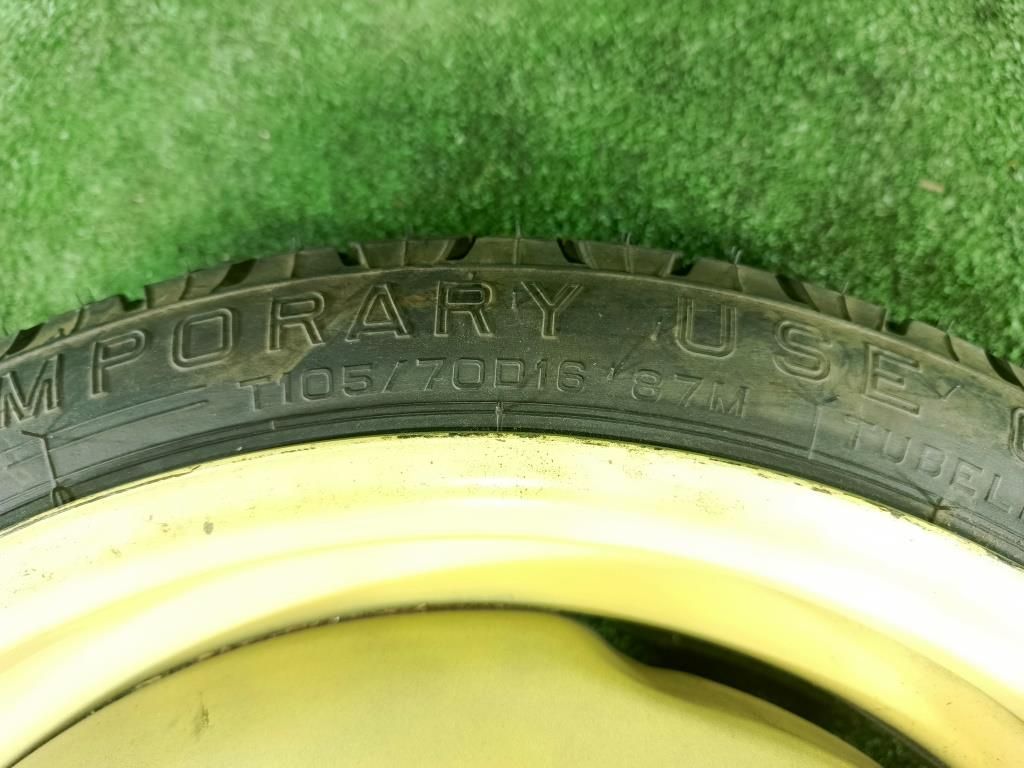 MPORARY USE
T105/70D16 87M
TUBEL